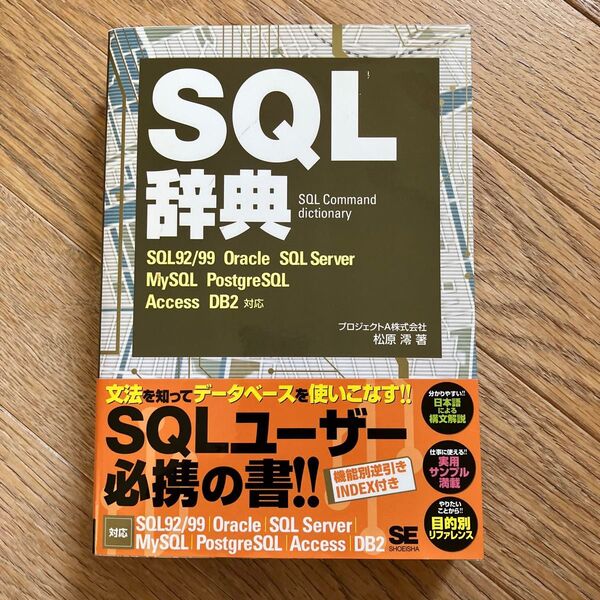 SQL
辞典
SQL Command
dictionary
SQL92/99 Oracle SQL Server
MySQL PostgreSQL
Access DB2 対応
プロジェクトA株式会社
松原 澪 著
文法を知ってデータベースを使いこなす!!
SQLユーザー
必携の書!!
機能別逆引き
INDEX付き
分かりやすい!!
日本語
による
構文解説
仕事に使える!!
実用
サンプル
満載
やりたい
ことから!!
目的別
リファレンス
対応
SQL92/99|Oracle|SQL Server|
MySQL|PostgreSQL|Access|DB2
SE
SHOEISHA